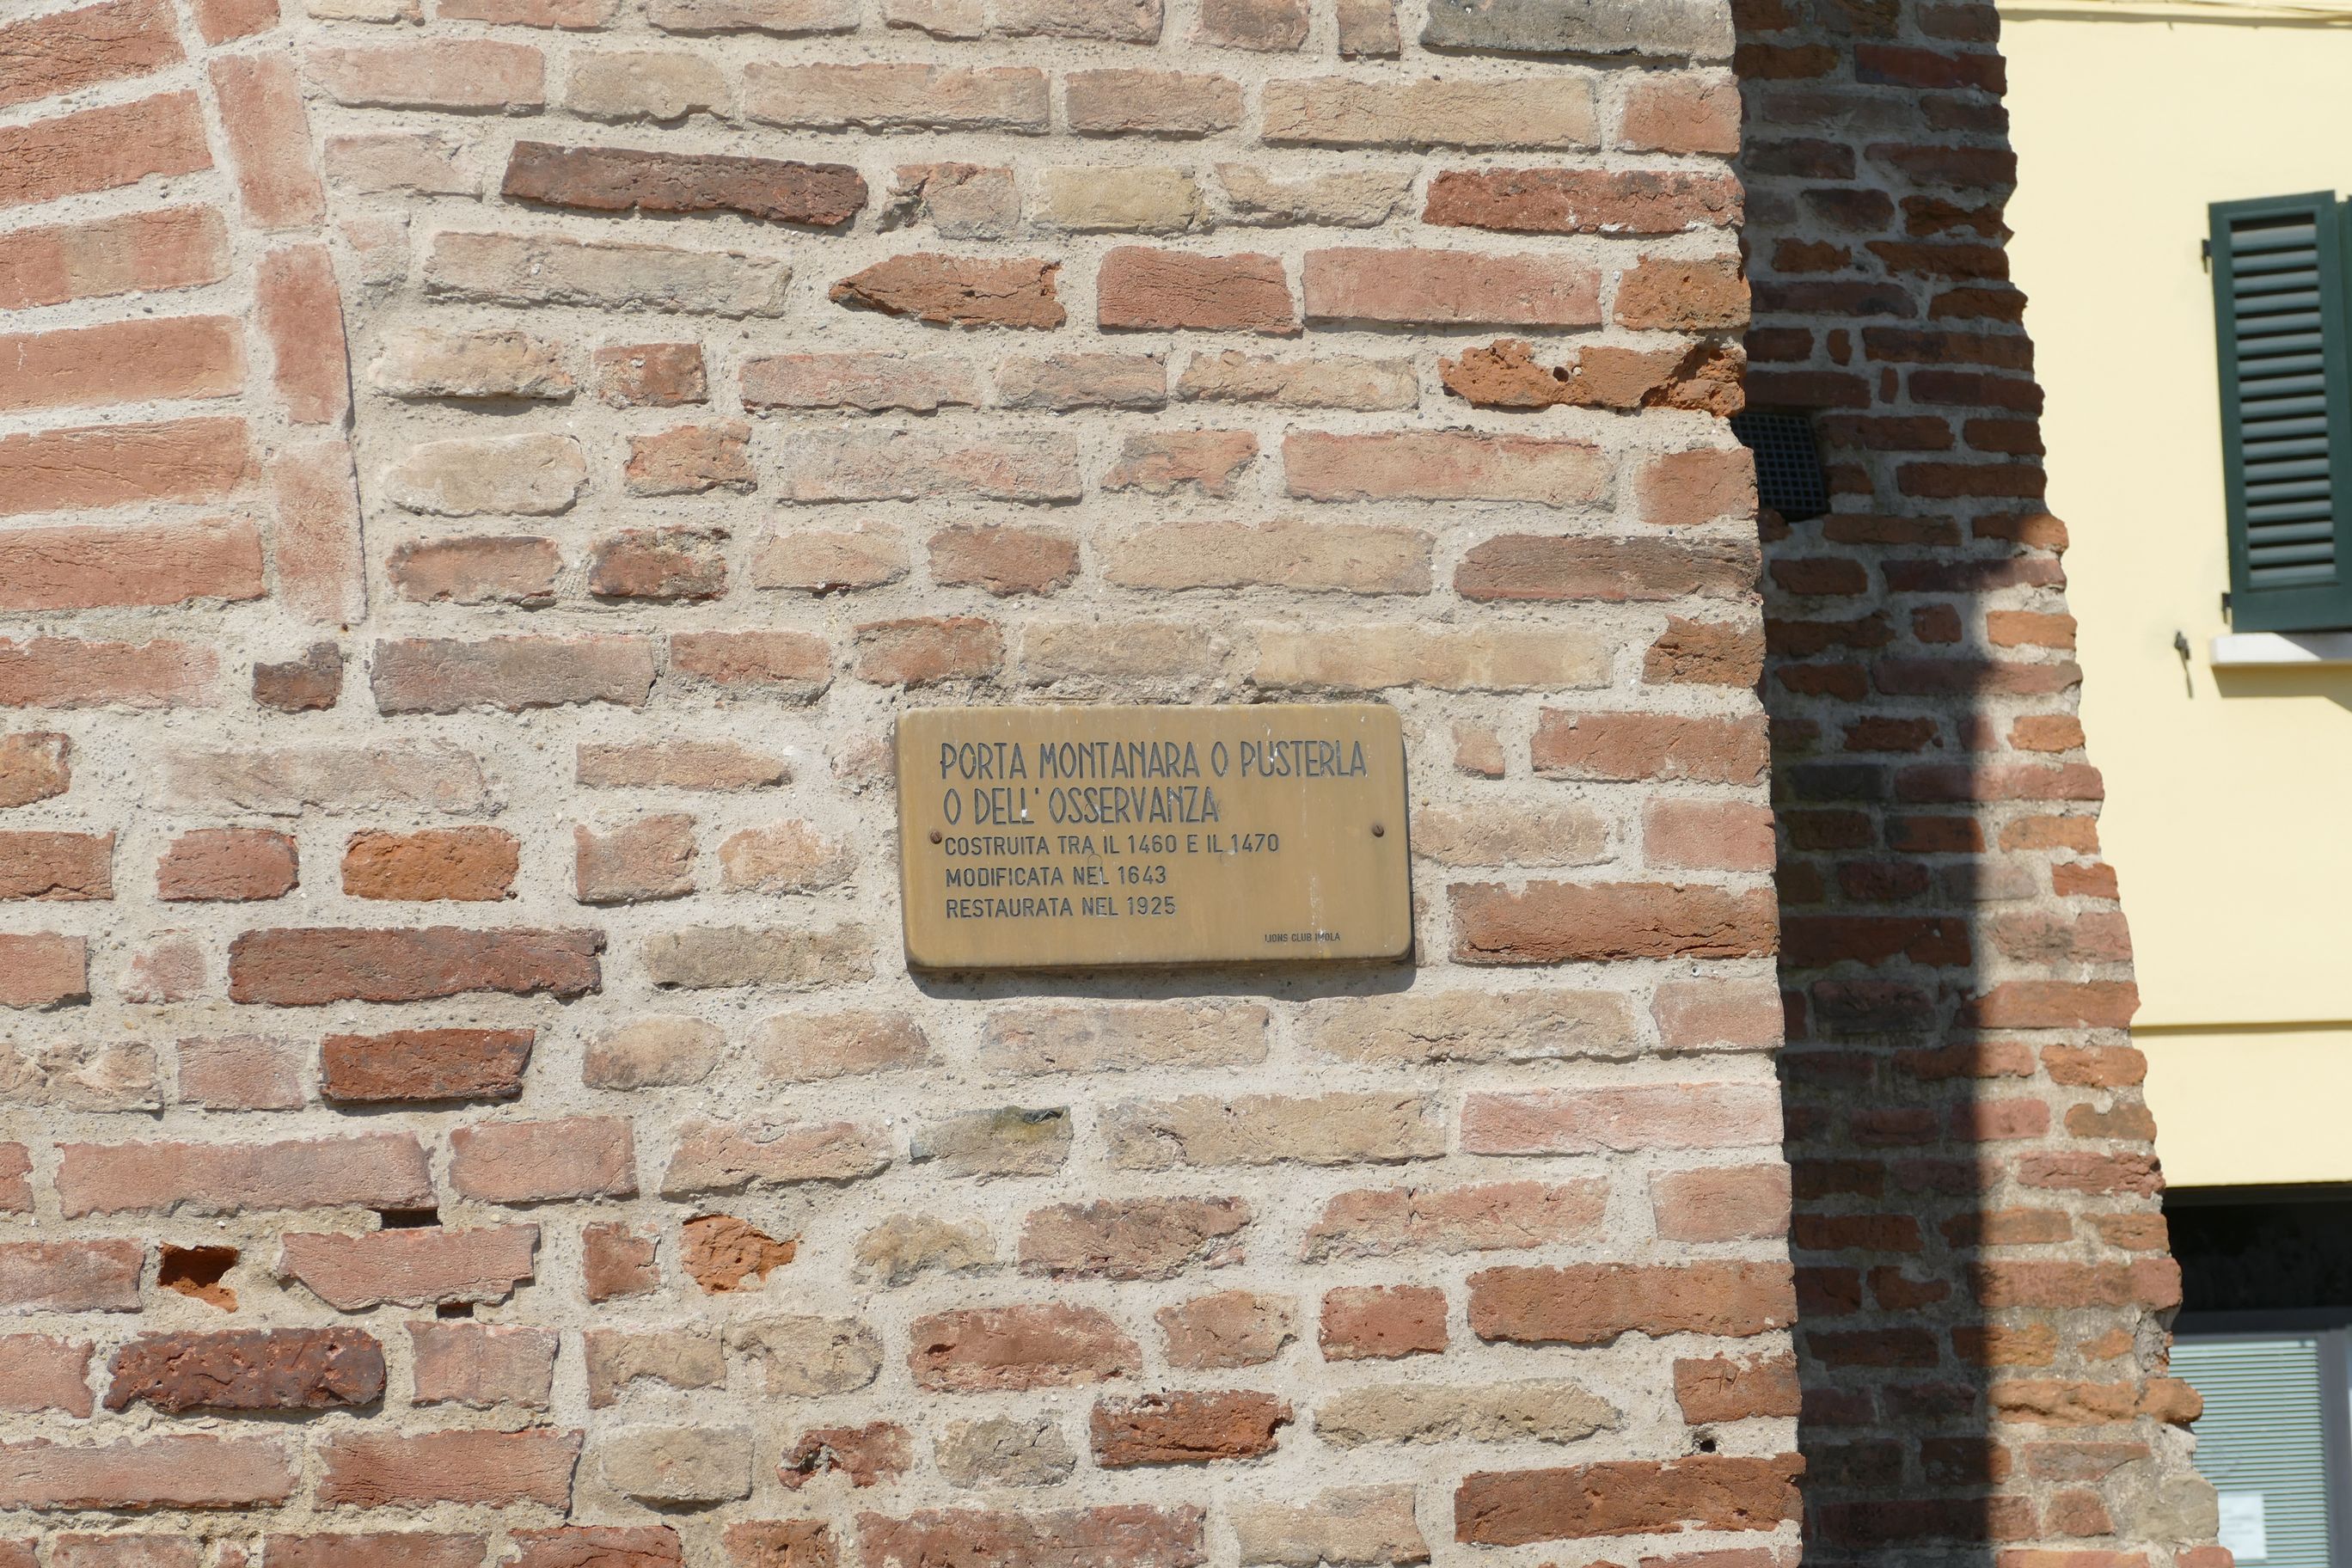 PORTA MONTANARA O PUSTERLA
O DELL' OSSERVANZA
COSTRUITA TRA IL 1460 E IL 1470
MODIFICATA NEL 1643
RESTAURATA NEL 1925
LIONS CLUB IMOLA